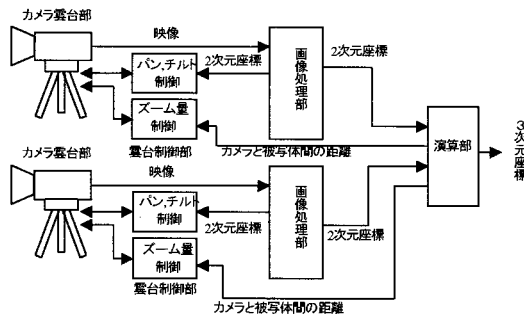 カメラ雲台部
映像
パン,チルト
制御
2次元座標
画像処理部
2次元座標
ズーム量
制御
雲台制御部
カメラと被写体間の距離
演算部
3次元座標
カメラ雲台部
映像
パン,チルト
制御
2次元座標
画像処理部
2次元座標
ズーム量
制御
雲台制御部
カメラと被写体間の距離